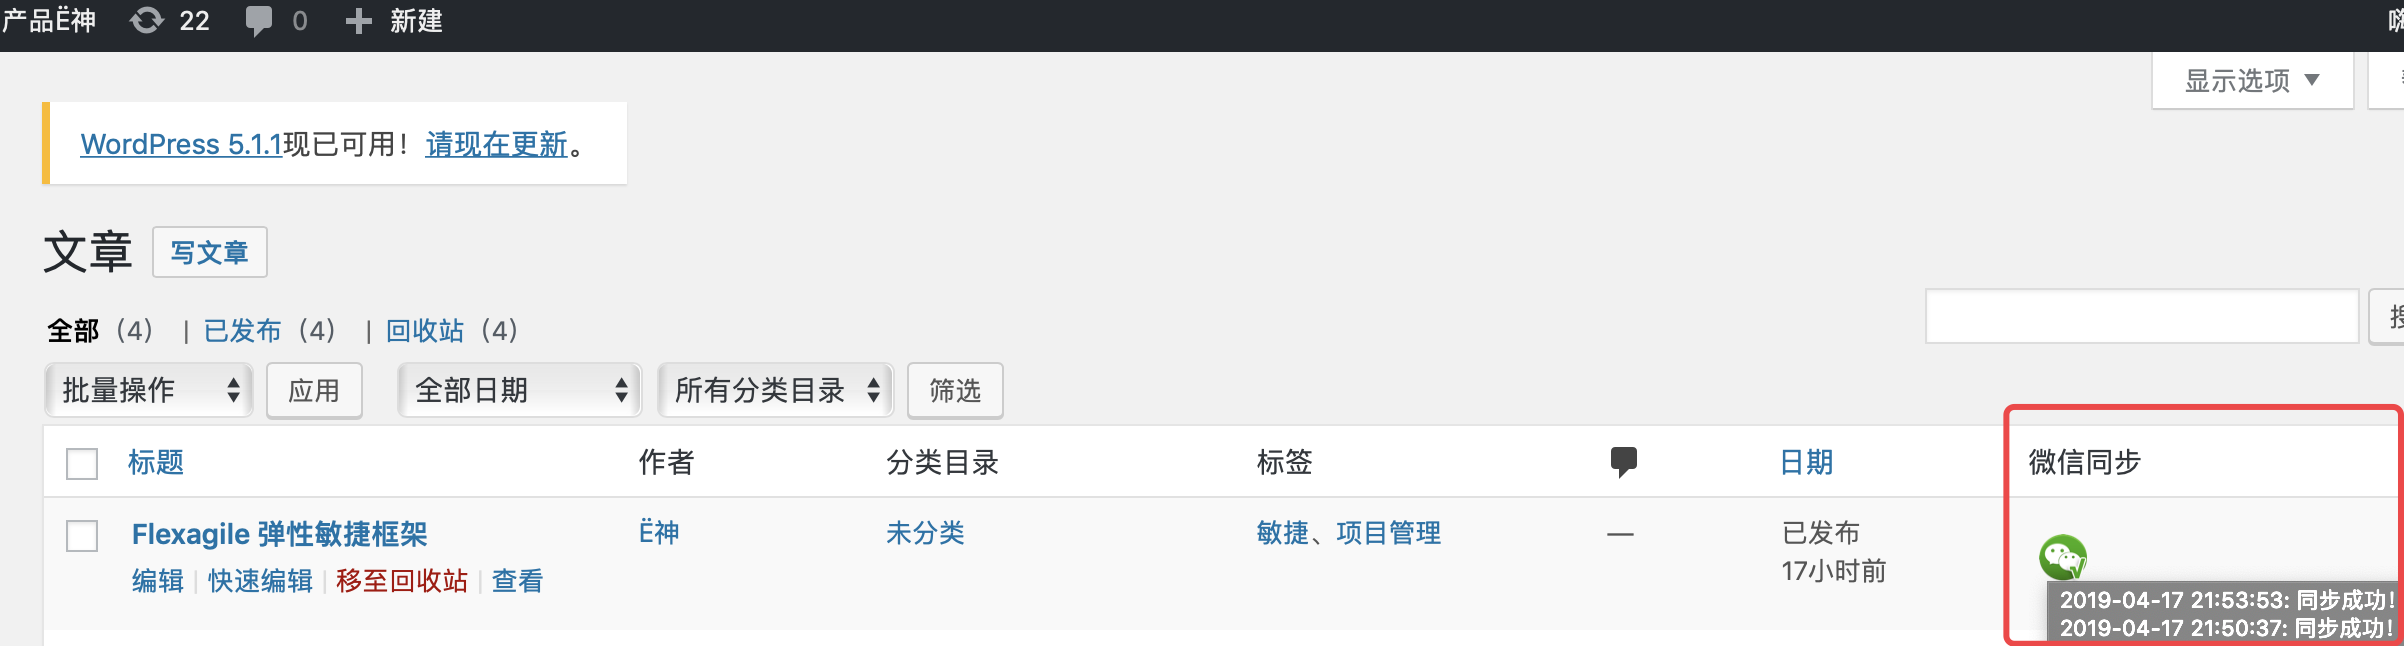 产品Ë神 22 0 新建
显示选项
WordPress 5.1.1现已可用！请现在更新。
文章 写文章
全部（4） | 已发布（4） | 回收站（4）
批量操作 应用 全部日期 所有分类目录 筛选
标题 作者 分类目录 标签 日期 微信同步
Flexagile 弹性敏捷框架 Ë神 未分类 敏捷、项目管理 — 已发布
编辑 | 快速编辑 | 移至回收站 | 查看 17小时前
2019-04-17 21:53:53: 同步成功!
2019-04-17 21:50:37: 同步成功!